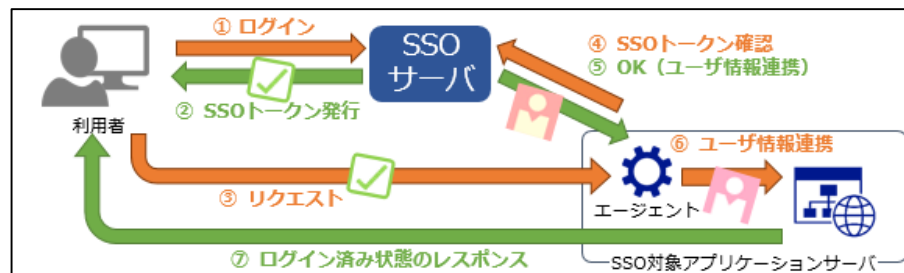 ① ログイン
SSO
サーバ
④ SSOトークン確認
⑤ OK(ユーザ情報連携)
② SSOトークン発行
利用者
⑥ ユーザ情報連携
③ リクエスト
エージェント
⑦ ログイン済み状態のレスポンス
SSO対象アプリケーションサーバ